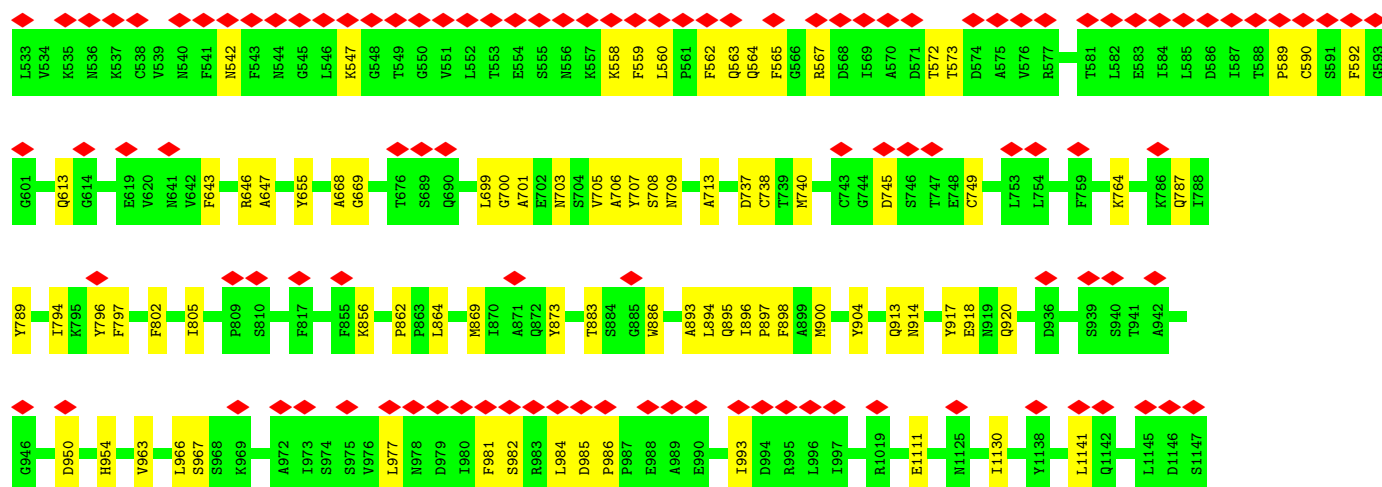 L533 V534 K535 N536 K537 C538 V539 N540 F541 N542 F543 N544 G545 L546 K547 G548 T549 G550 V551 L552 T553 E554 S555 N556 K557 K558 F559 L560 P561 F562 Q563 Q564 F565 G566 R567 D568 I569 A570 D571 T572 T573 D574 A575 V576 R577 T581 L582 E583 I584 L585 D586 I587 T588 P589 C590 S591 F592 G593
G601 Q613 G614 E619 V620 N641 V642 F643 R646 A647 Y655 A668 G669 T676 S689 Q690 L699 G700 A701 E702 N703 S704 V705 A706 Y707 S708 N709 A713 D737 C738 T739 M740 C743 G744 D745 S746 T747 E748 C749 L753 L754 F759 K764 K786 Q787 I788
Y789 I794 K795 Y796 F797 F802 I805 P809 S810 F817 F855 K856 P862 P863 L864 M869 I870 A871 Q872 Y873 T883 S884 G885 W886 A893 L894 Q895 I896 P897 F898 A899 M900 Y904 Q913 N914 Y917 E918 N919 Q920 D936 S939 S940 T941 A942
G946 D950 H954 V963 L966 S967 S968 K969 A972 I973 S974 S975 V976 L977 N978 D979 I980 F981 S982 R983 L984 D985 P986 P987 E988 A989 E990 I993 D994 R995 L996 I997 R1019 E1111 N1125 I1130 Y1138 L1141 Q1142 L1145 D1146 S1147